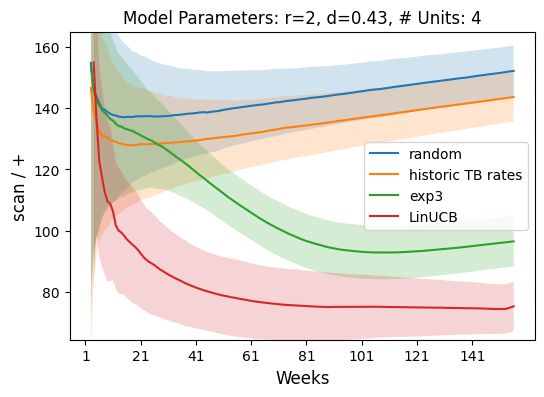 Model Parameters: r=2, d=0.43, # Units: 4
scan / +
160
140
120
100
80
random
historic TB rates
exp3
LinUCB
1 21 41 61 81 101 121 141
Weeks